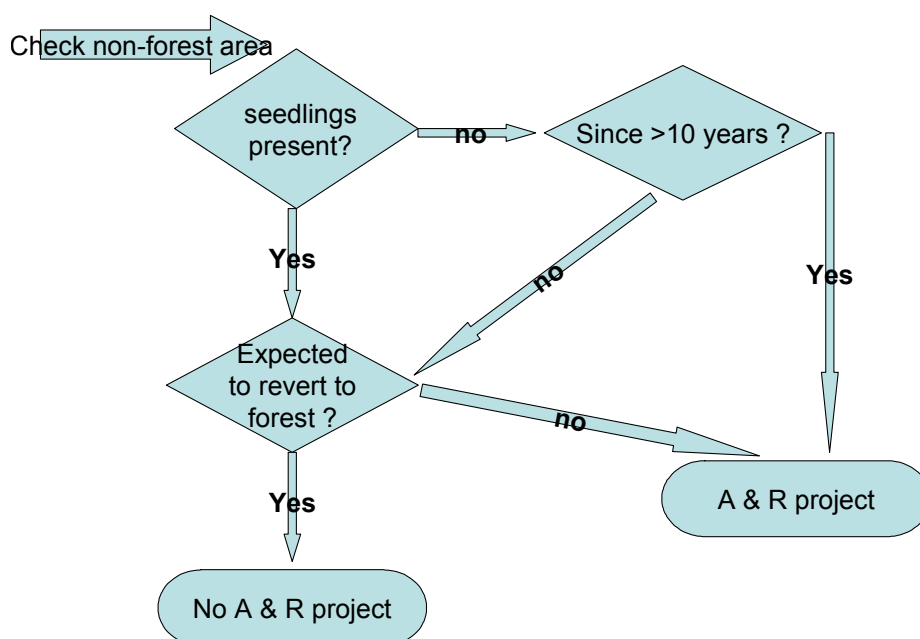 Check non-forest area
seedlings
present?
no
Since >10 years ?
Yes
no
Yes
Expected
to revert to
forest ?
no
Yes
A & R project
No A & R project